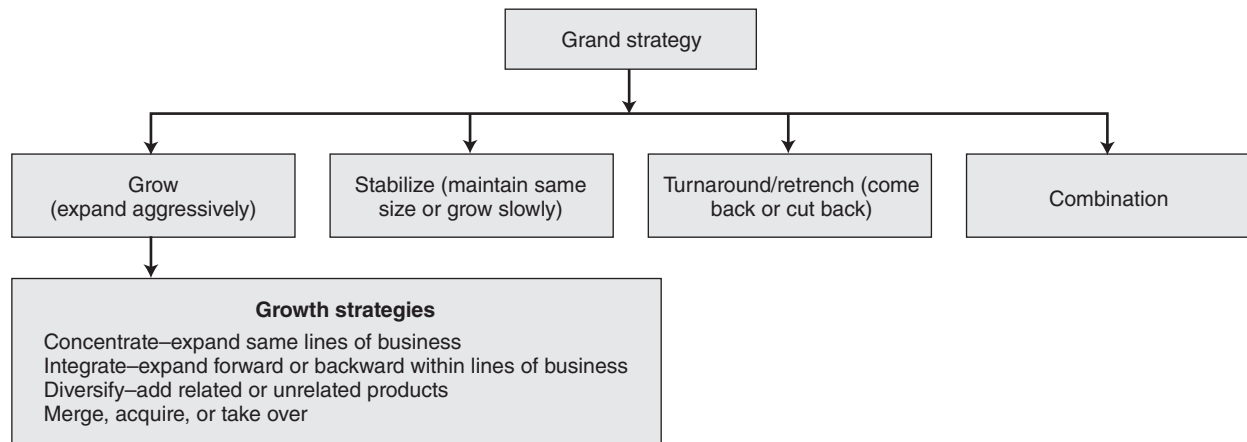 Grand strategy
Grow
(expand aggressively)
Stabilize (maintain same
size or grow slowly)
Turnaround/retrench (come
back or cut back)
Combination
Growth strategies
Concentrate–expand same lines of business
Integrate–expand forward or backward within lines of business
Diversify–add related or unrelated products
Merge, acquire, or take over